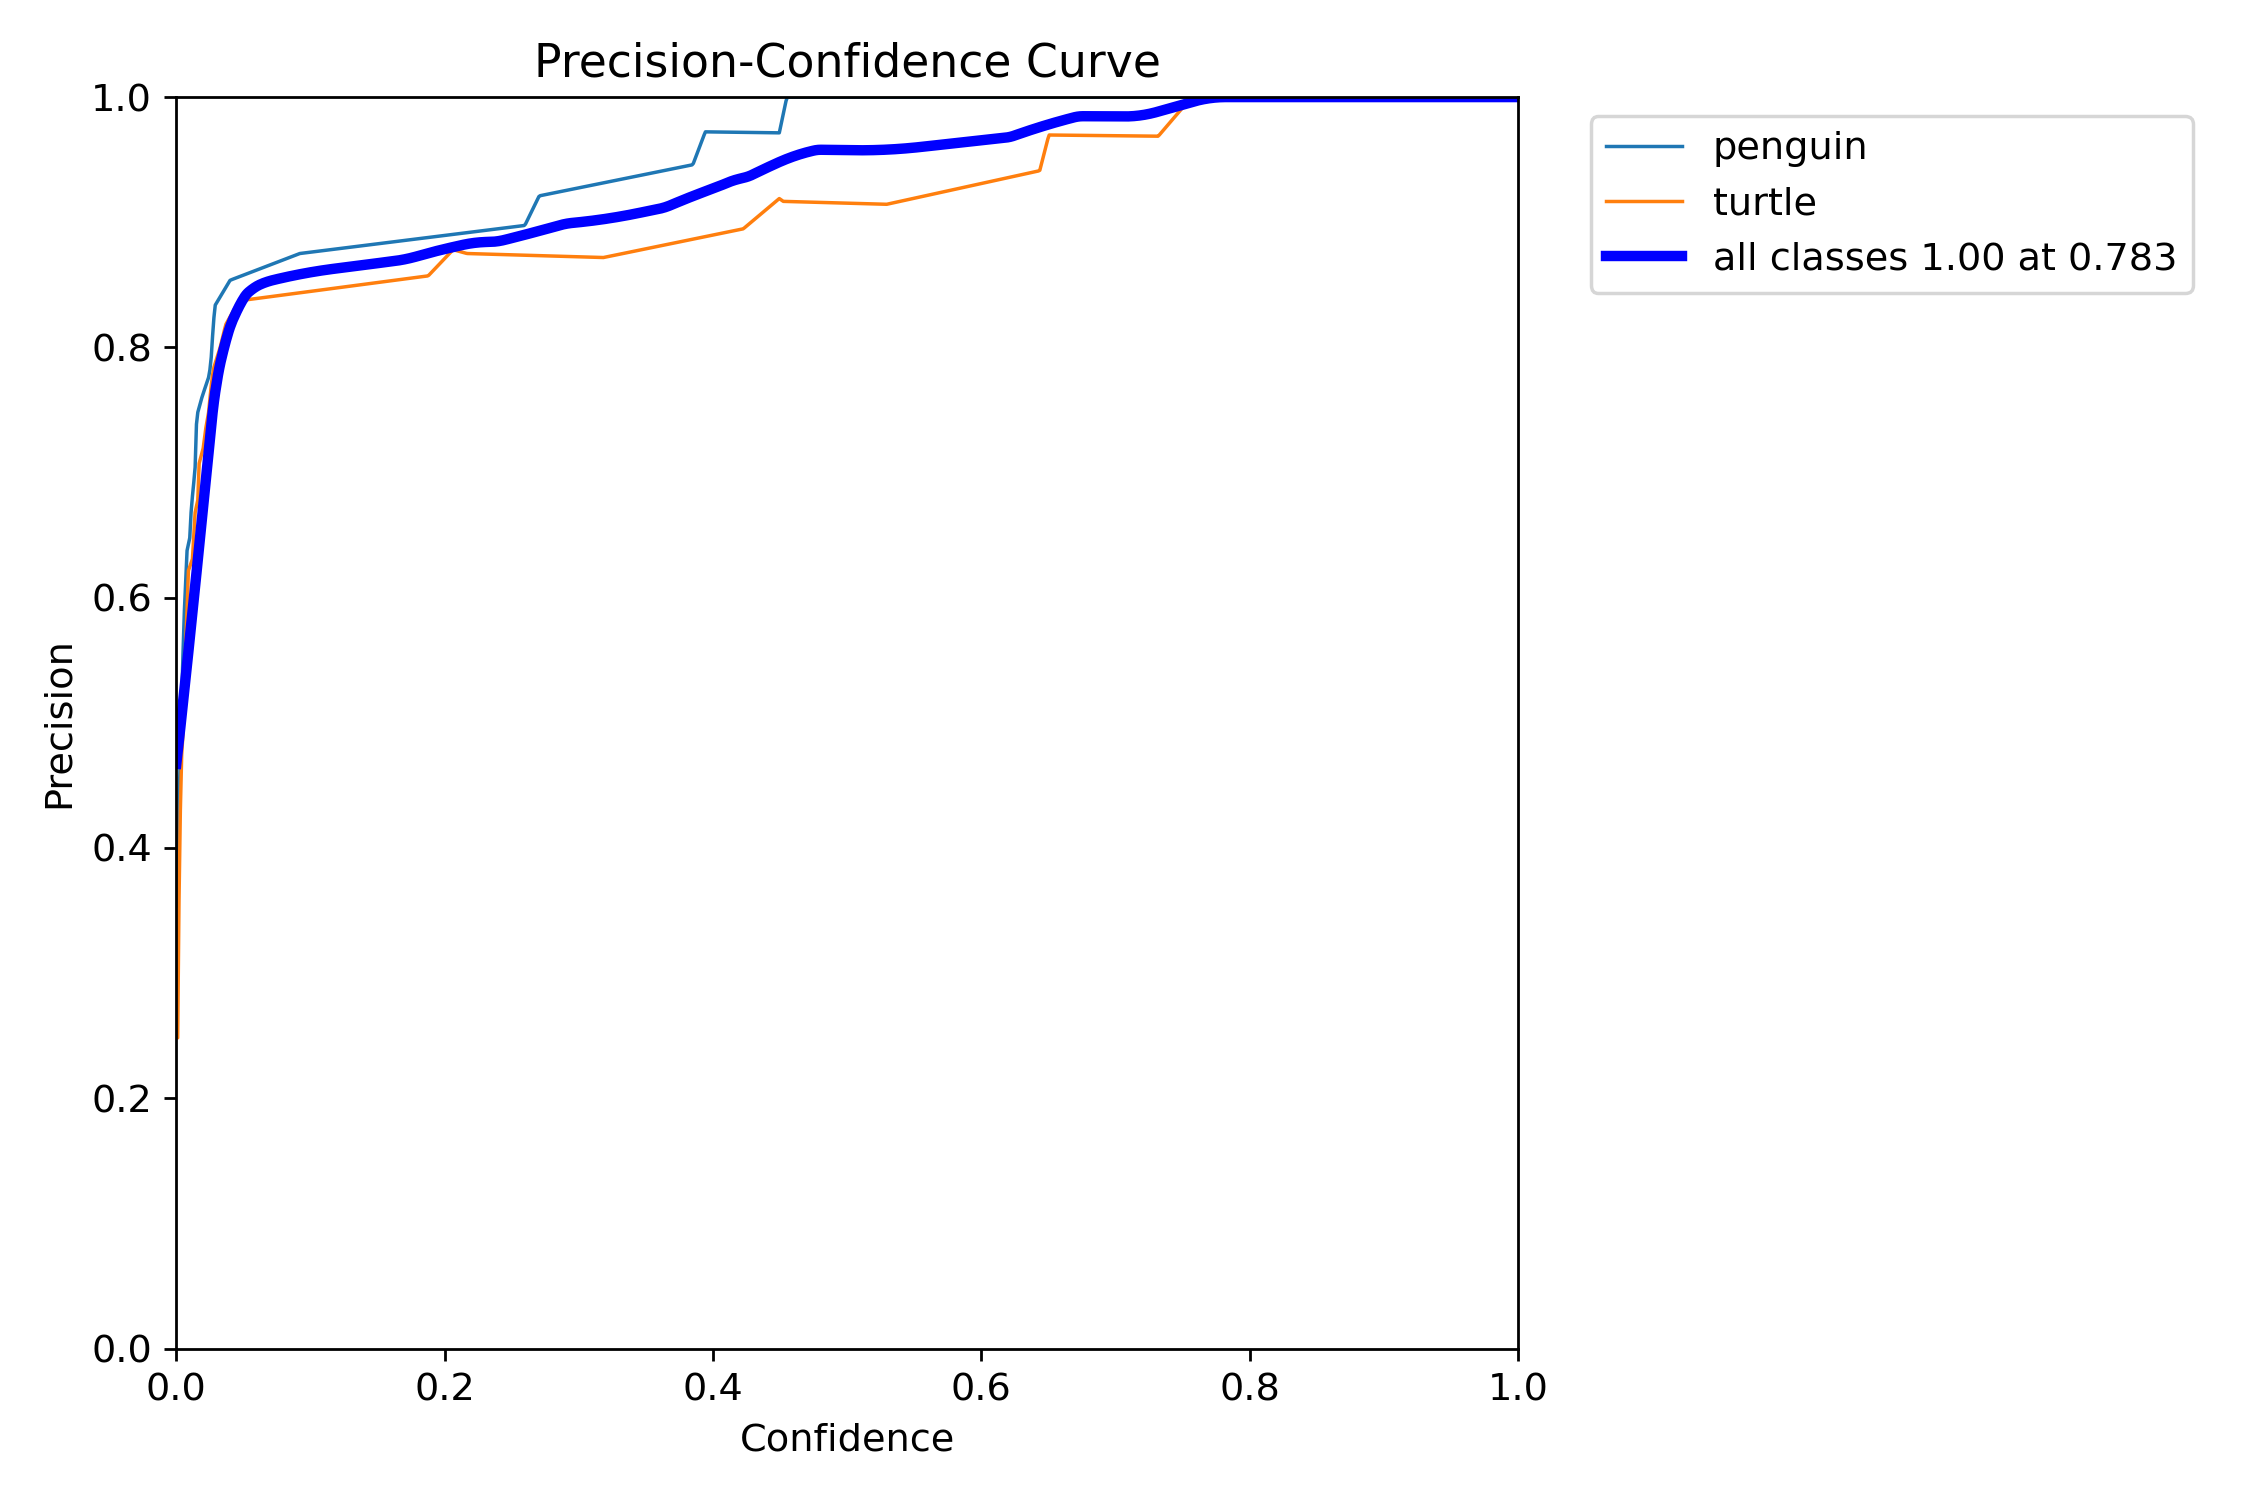 Precision-Confidence Curve
1.0
0.8
0.6
0.4
0.2
0.0
Precision
0.0 0.2 0.4 0.6 0.8 1.0
Confidence
penguin
turtle
all classes 1.00 at 0.783